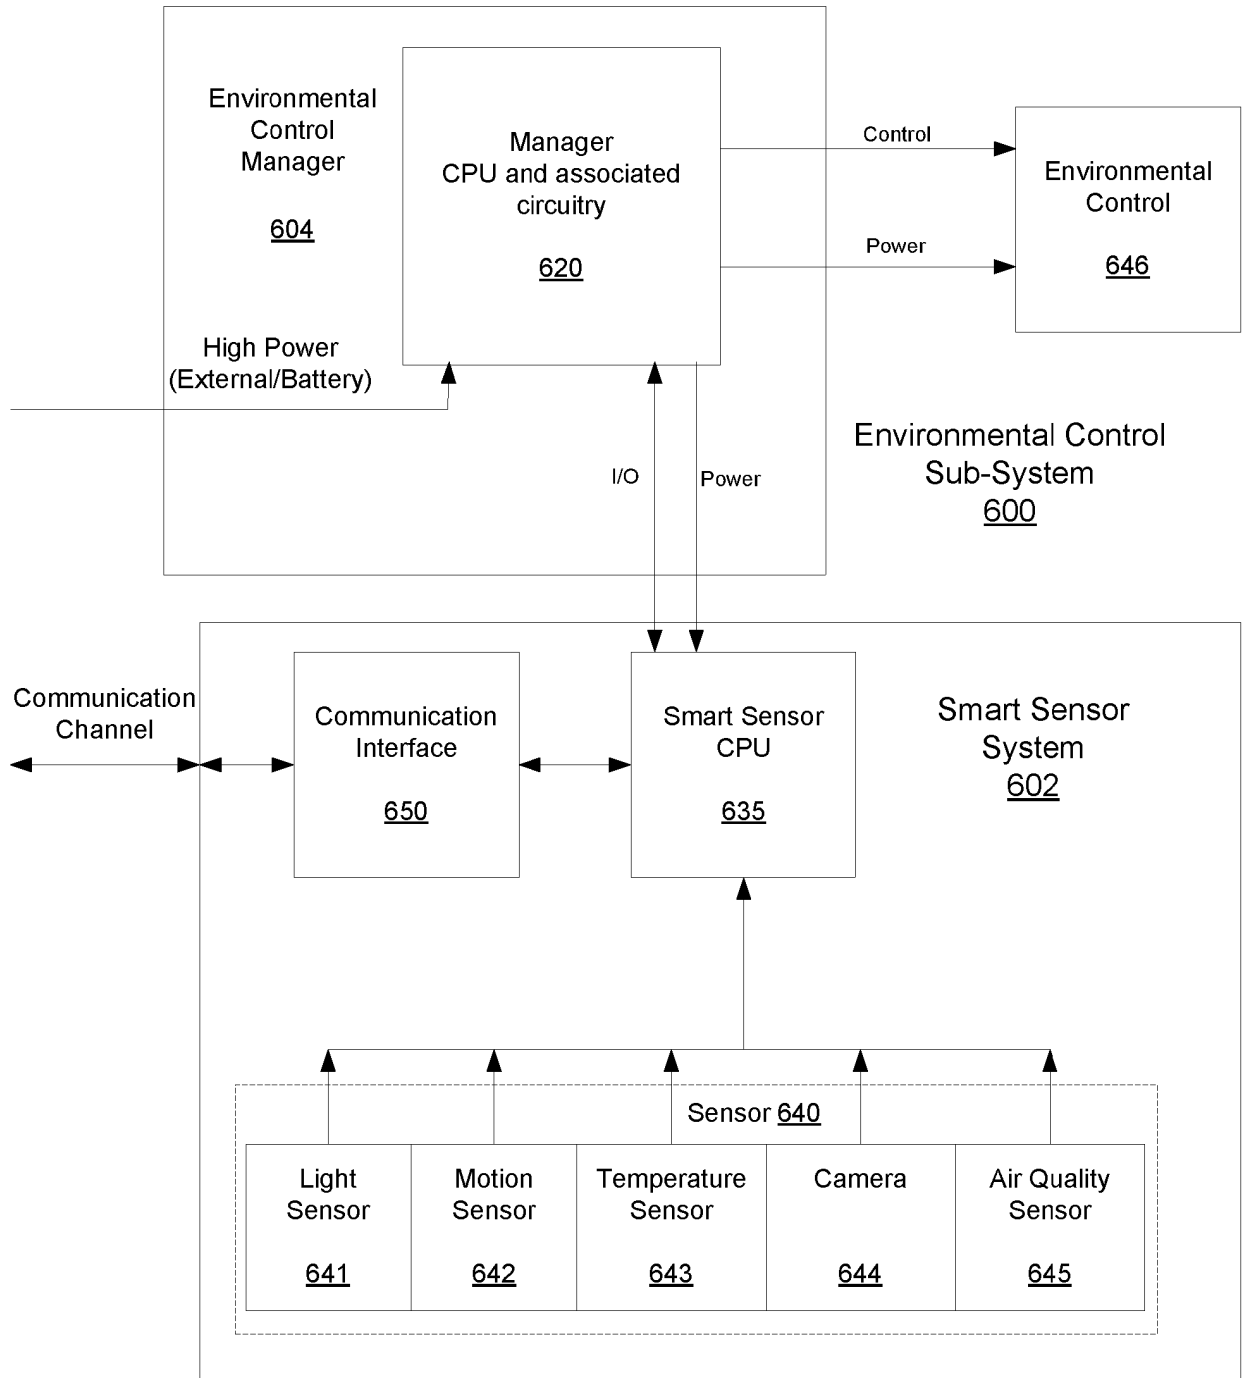 Environmental
Control
Manager
604
Manager
CPU and associated
circuitry
620
Control
Power
Environmental
Control
646
High Power
(External/Battery)
I/O
Power
Environmental Control
Sub-System
600
Communication
Channel
Communication
Interface
650
Smart Sensor
CPU
635
Smart Sensor
System
602
Sensor 640
Light
Sensor
641
Motion
Sensor
642
Temperature
Sensor
643
Camera
644
Air Quality
Sensor
645